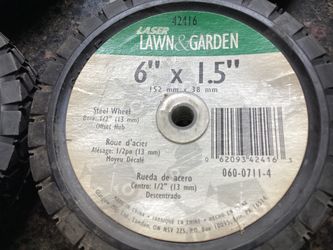 42416
LASER
LAWN & GARDEN
6" x 1.5"
152 mm x 38 mm
Steel Wheel
Bore: 1/2" (13 mm)
Offset Hub
Roue d'acier
Alésage: 1/2po (13 mm)
Moyeu Décalé
Rueda de acero
Centro: 1/2" (13 mm)
Descentrado
0 62093 42416 3
060-0711-4